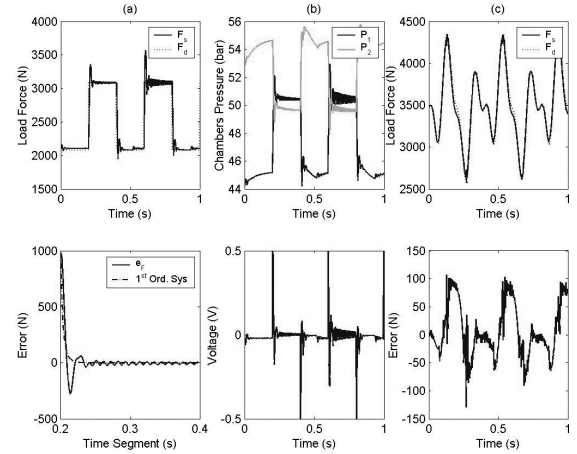 (a)
4000
3500
3000
2500
2000
1500
0
0.5
1
Load Force (N)
Time (s)
F_s
F_d
(b)
56
54
52
50
48
46
44
0
0.5
1
Chambers Pressure (bar)
Time (s)
P_1
P_2
(c)
4500
4000
3500
3000
2500
0
0.5
1
Load Force (N)
Time (s)
F_s
F_d
1000
500
0
-500
0.2
0.3
0.4
Error (N)
Time Segment (s)
e_F
1st Ord. Sys
0.5
0
-0.5
0
0.5
1
Voltage (V)
Time (s)
150
100
50
0
-50
-100
-150
0
0.5
1
Error (N)
Time (s)